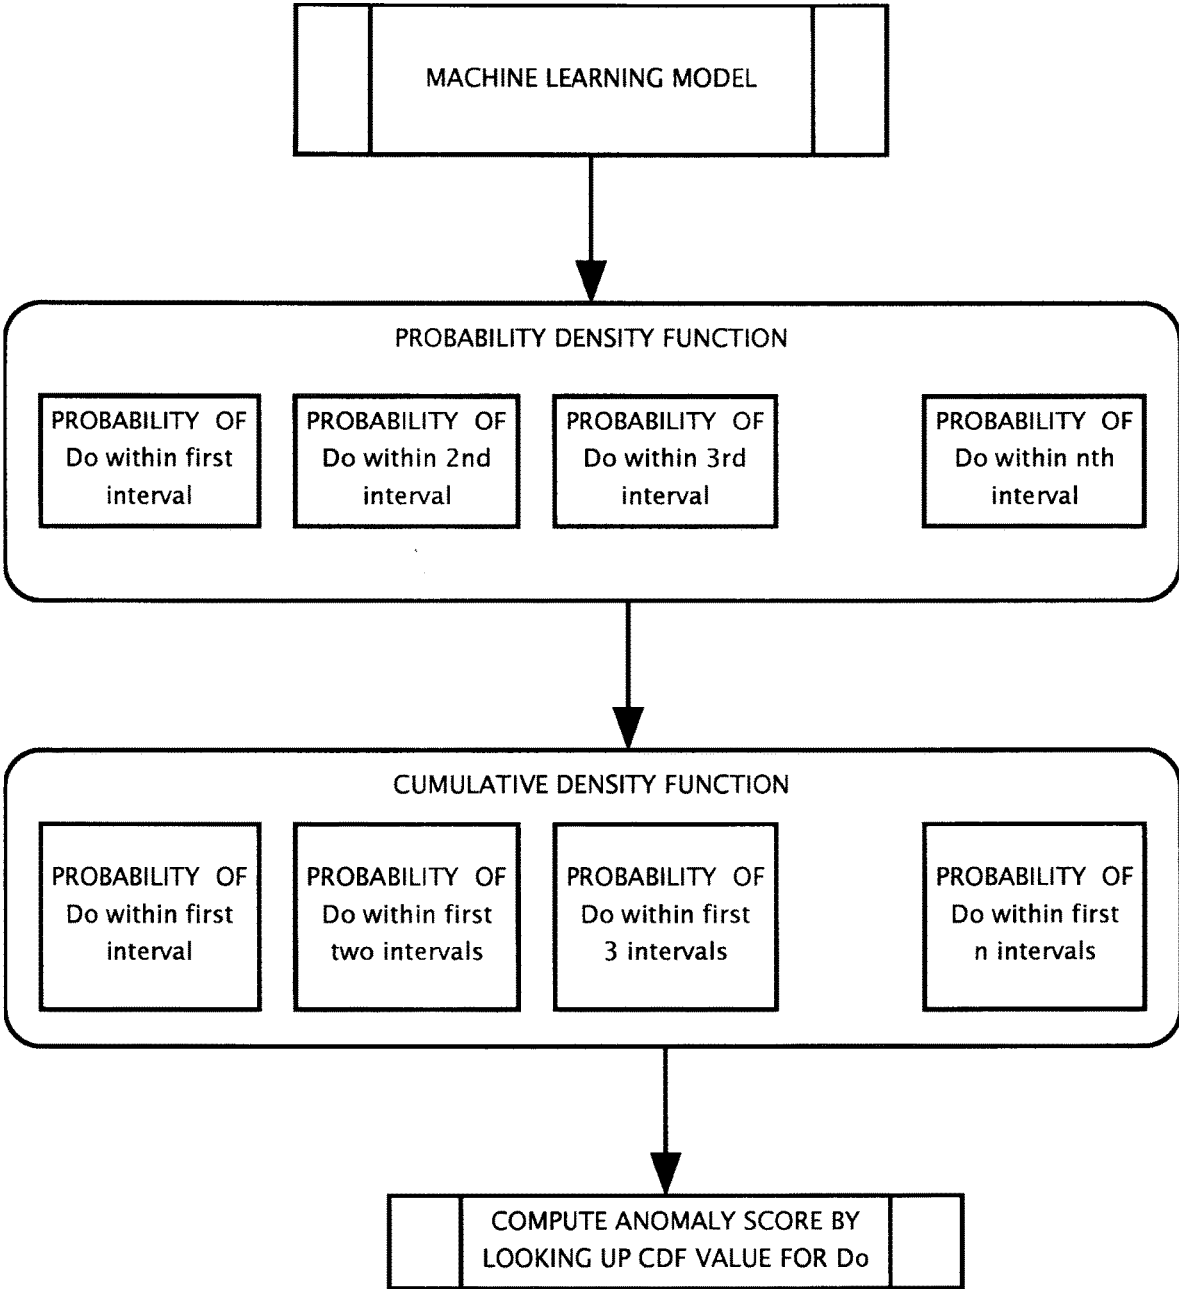 MACHINE LEARNING MODEL
PROBABILITY DENSITY FUNCTION
PROBABILITY OF
Do within first
interval
PROBABILITY OF
Do within 2nd
interval
PROBABILITY OF
Do within 3rd
interval
PROBABILITY OF
Do within nth
interval
CUMULATIVE DENSITY FUNCTION
PROBABILITY OF
Do within first
interval
PROBABILITY OF
Do within first
two intervals
PROBABILITY OF
Do within first
3 intervals
PROBABILITY OF
Do within first
n intervals
COMPUTE ANOMALY SCORE BY
LOOKING UP CDF VALUE FOR Do